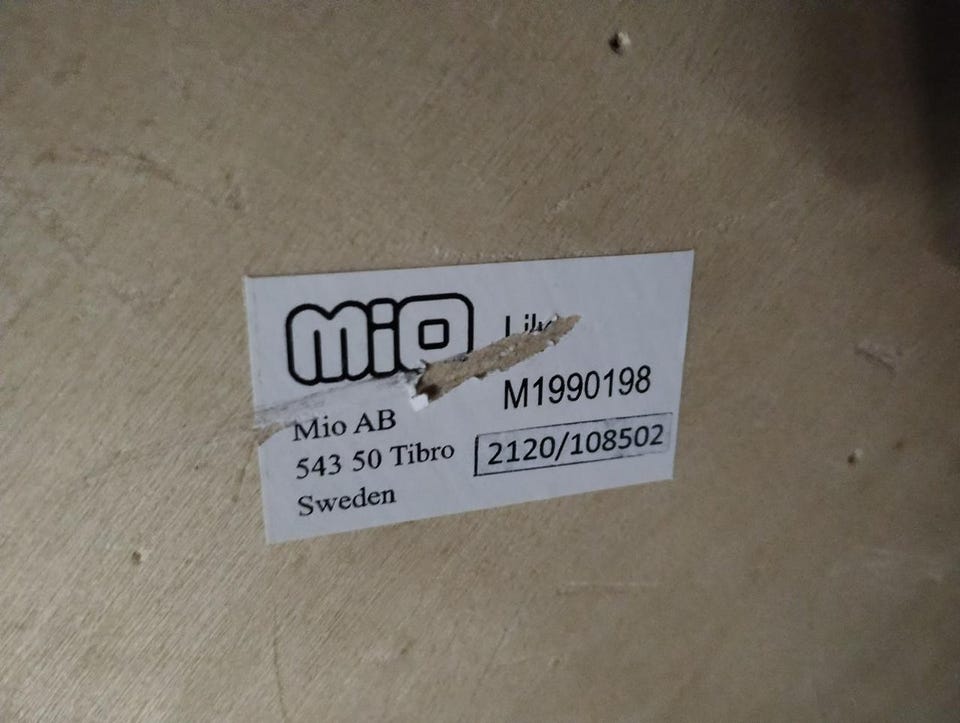 mio
M1990198
Mio AB
2120/108502
543 50 Tibro
Sweden